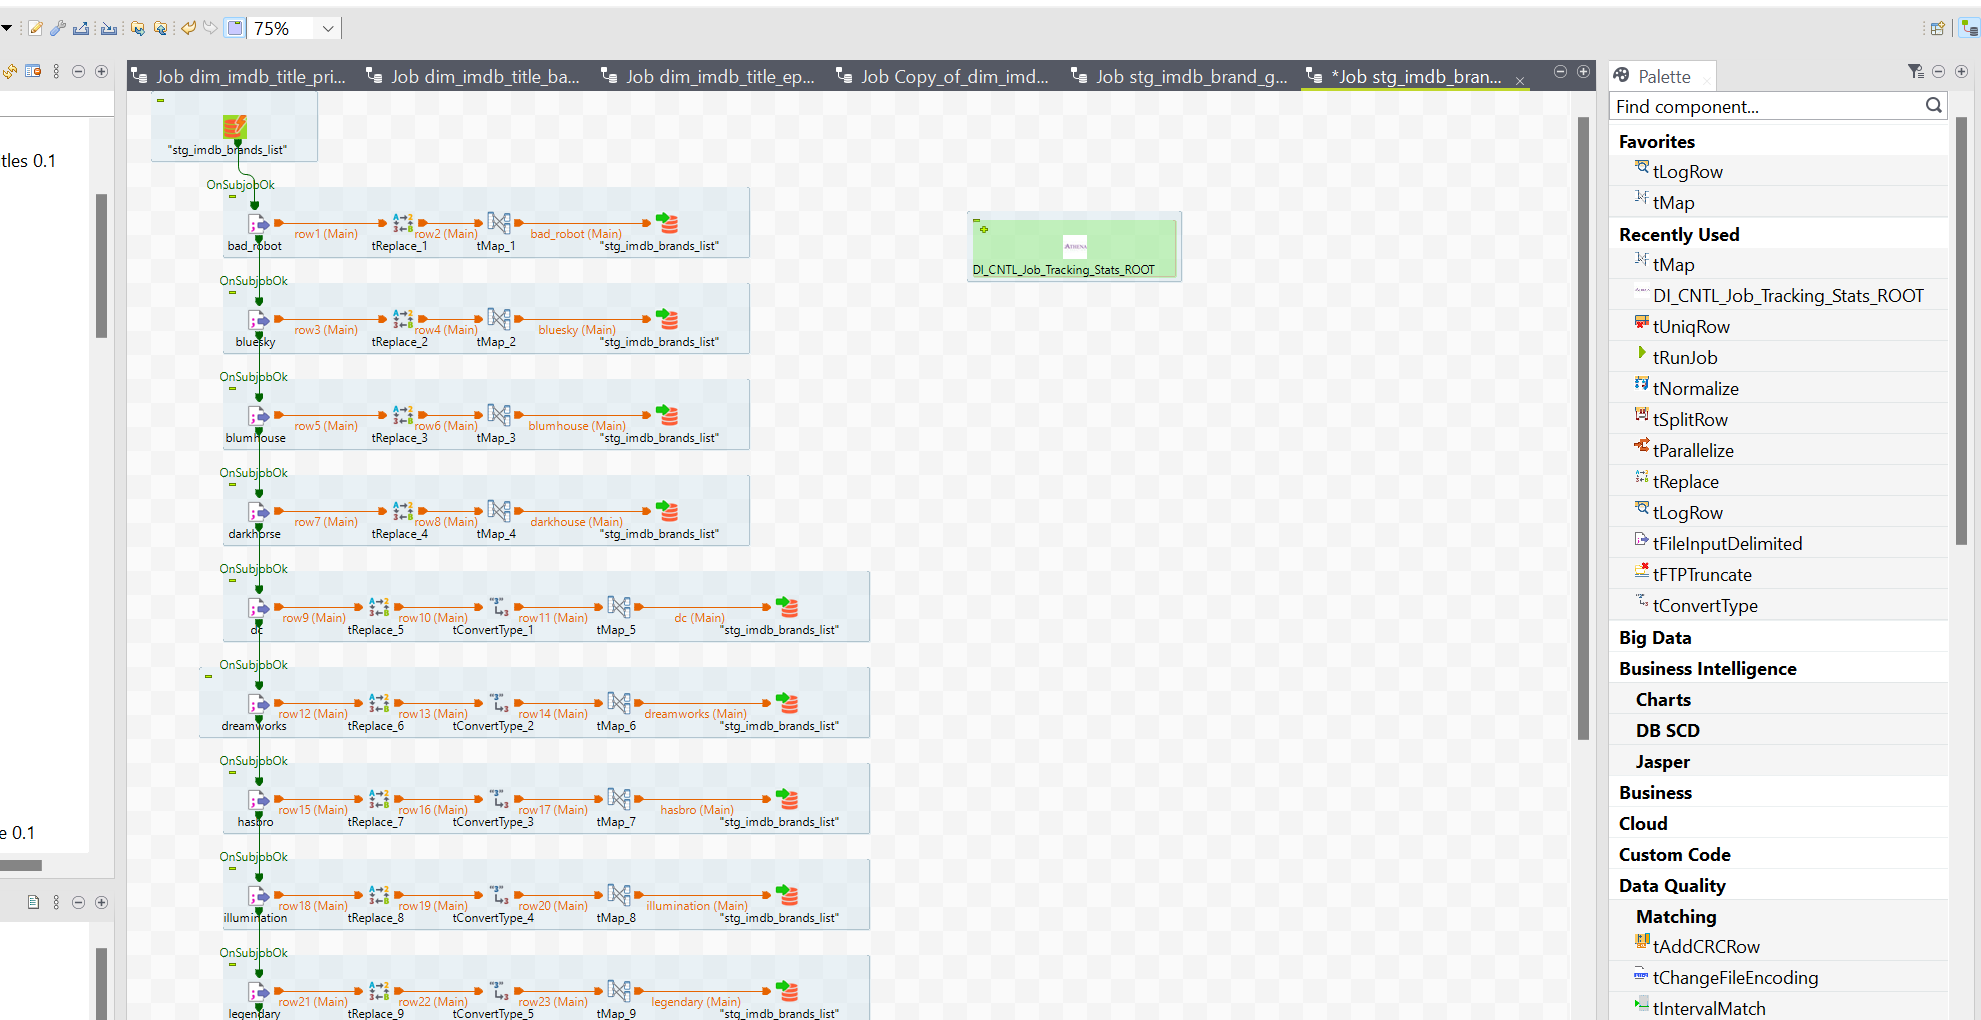 75%
Job dim_imdb_title_pri...
Job dim_imdb_title_ba...
Job dim_imdb_title_ep...
Job Copy_of_dim_imd...
Job stg_imdb_brand_g...
*Job stg_imdb_bran...
Palette
Find component...
tles 0.1
e 0.1
"stg_imdb_brands_list"
OnSubjobOk
bad_robot
row1 (Main)
tReplace_1
row2 (Main)
tMap_1
bad_robot (Main)
"stg_imdb_brands_list"
OnSubjobOk
bluesky
row3 (Main)
tReplace_2
row4 (Main)
tMap_2
bluesky (Main)
"stg_imdb_brands_list"
OnSubjobOk
blumhouse
row5 (Main)
tReplace_3
row6 (Main)
tMap_3
blumhouse (Main)
"stg_imdb_brands_list"
OnSubjobOk
darkhorse
row7 (Main)
tReplace_4
row8 (Main)
tMap_4
darkhouse (Main)
"stg_imdb_brands_list"
OnSubjobOk
dc
row9 (Main)
tReplace_5
row10 (Main)
tConvertType_1
row11 (Main)
tMap_5
dc (Main)
"stg_imdb_brands_list"
OnSubjobOk
dreamworks
row12 (Main)
tReplace_6
row13 (Main)
tConvertType_2
row14 (Main)
tMap_6
dreamworks (Main)
"stg_imdb_brands_list"
OnSubjobOk
hasbro
row15 (Main)
tReplace_7
row16 (Main)
tConvertType_3
row17 (Main)
tMap_7
hasbro (Main)
"stg_imdb_brands_list"
OnSubjobOk
illumination
row18 (Main)
tReplace_8
row19 (Main)
tConvertType_4
row20 (Main)
tMap_8
illumination (Main)
"stg_imdb_brands_list"
OnSubjobOk
legendary
row21 (Main)
tReplace_9
row22 (Main)
tConvertType_5
row23 (Main)
tMap_9
legendary (Main)
"stg_imdb_brands_list"
ATHENA
DI_CNTL_Job_Tracking_Stats_ROOT
Favorites
tLogRow
tMap
Recently Used
tMap
DI_CNTL_Job_Tracking_Stats_ROOT
tUniqRow
tRunJob
tNormalize
tSplitRow
tParallelize
tReplace
tLogRow
tFileInputDelimited
tFTPTruncate
tConvertType
Big Data
Business Intelligence
Charts
DB SCD
Jasper
Business
Cloud
Custom Code
Data Quality
Matching
tAddCRCRow
tChangeFileEncoding
tIntervalMatch